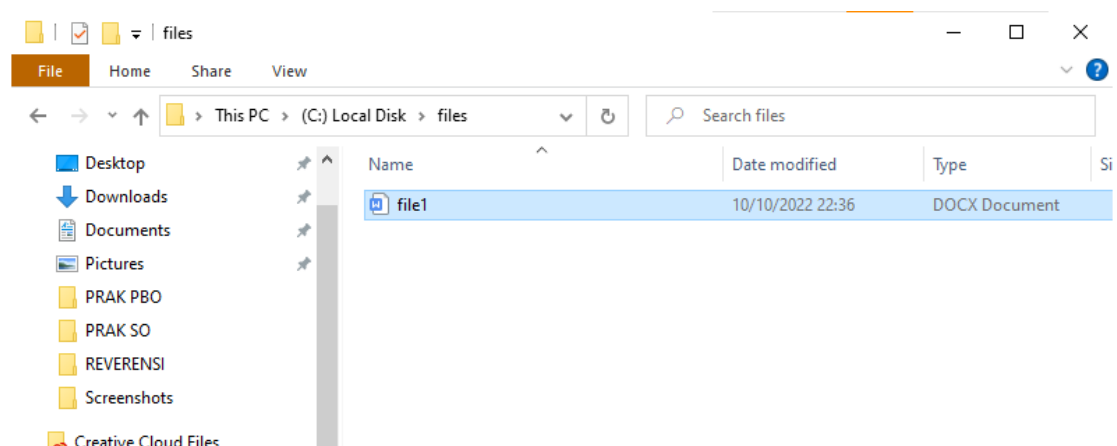 files
File Home Share View
This PC > (C:) Local Disk > files Search files
Desktop
Downloads
Documents
Pictures
PRAK PBO
PRAK SO
REVERENSI
Screenshots
Creative Cloud Files
Name Date modified Type Si
file1 10/10/2022 22:36 DOCX Document